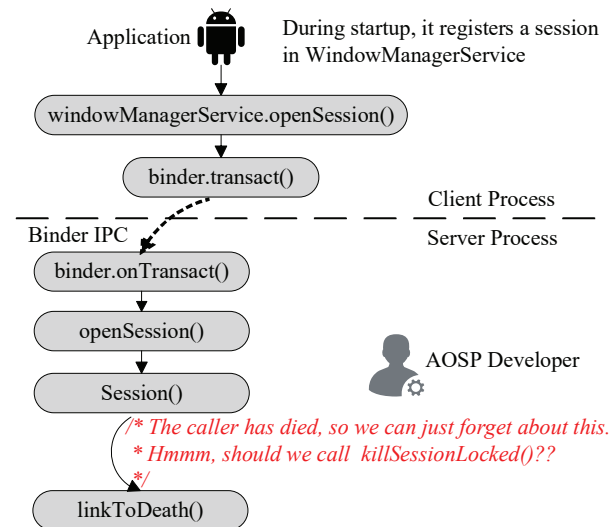 Application
During startup, it registers a session
in WindowManagerService
windowManagerService.openSession()
binder.transact()
Client Process
Binder IPC
Server Process
binder.onTransact()
openSession()
AOSP Developer
Session()
/* The caller has died, so we can just forget about this.
* Hmmm, should we call killSessionLocked()??
*/
linkToDeath()